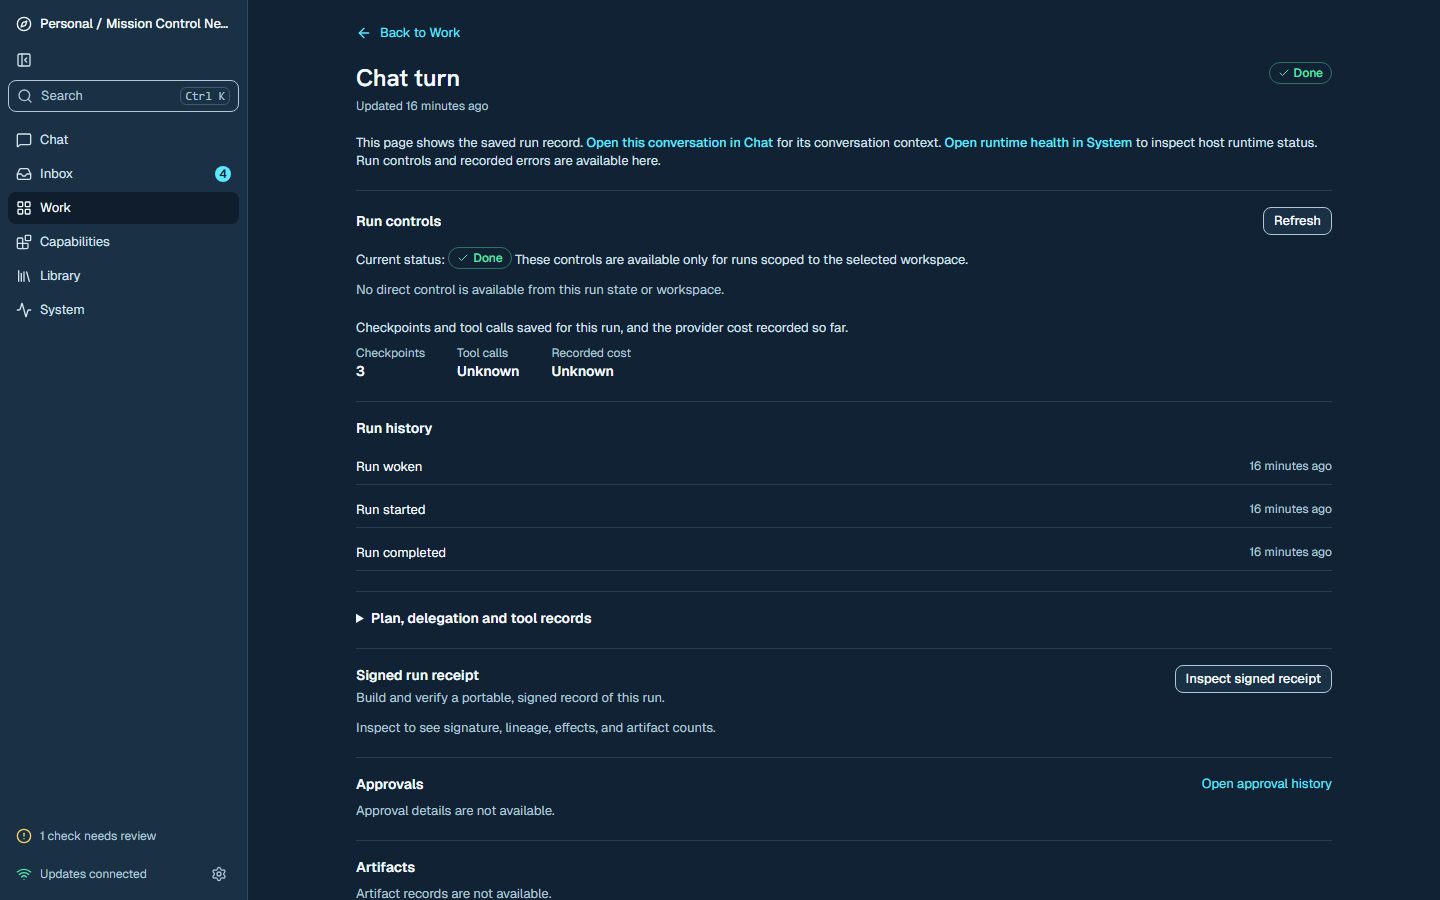 Personal / Mission Control Ne...
Search
Ctrl K
Chat
Inbox
4
Work
Capabilities
Library
System
1 check needs review
Updates connected
Back to Work
Chat turn
Done
Updated 16 minutes ago
This page shows the saved run record. Open this conversation in Chat for its conversation context. Open runtime health in System to inspect host runtime status.
Run controls and recorded errors are available here.
Run controls
Refresh
Current status: Done These controls are available only for runs scoped to the selected workspace.
No direct control is available from this run state or workspace.
Checkpoints and tool calls saved for this run, and the provider cost recorded so far.
Checkpoints
3
Tool calls
Unknown
Recorded cost
Unknown
Run history
Run woken
16 minutes ago
Run started
16 minutes ago
Run completed
16 minutes ago
Plan, delegation and tool records
Signed run receipt
Inspect signed receipt
Build and verify a portable, signed record of this run.
Inspect to see signature, lineage, effects, and artifact counts.
Approvals
Open approval history
Approval details are not available.
Artifacts
Artifact records are not available.